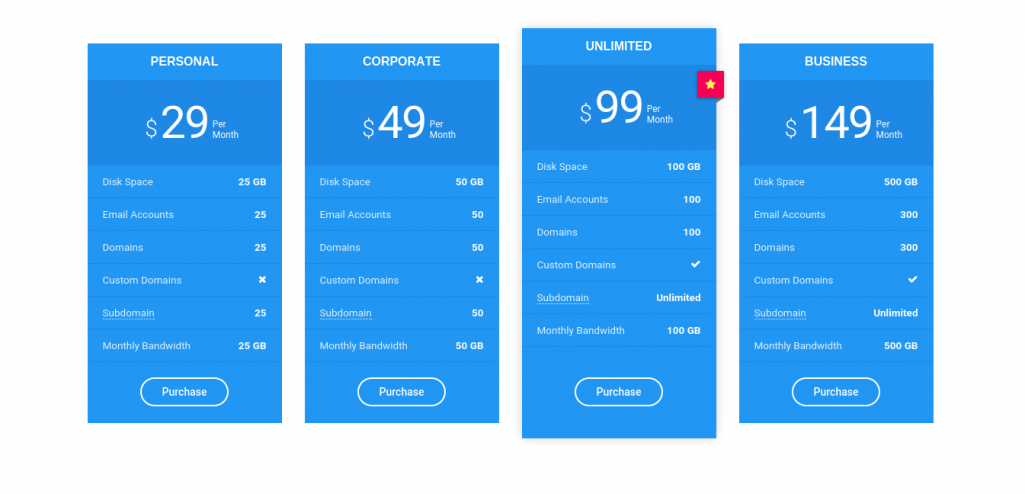 PERSONAL
$29 Per Month
Disk Space 25 GB
Email Accounts 25
Domains 25
Custom Domains ✖
Subdomain 25
Monthly Bandwidth 25 GB
Purchase
CORPORATE
$49 Per Month
Disk Space 50 GB
Email Accounts 50
Domains 50
Custom Domains ✖
Subdomain 50
Monthly Bandwidth 50 GB
Purchase
UNLIMITED
$99 Per Month
Disk Space 100 GB
Email Accounts 100
Domains 100
Custom Domains ✔
Subdomain Unlimited
Monthly Bandwidth 100 GB
Purchase
BUSINESS
$149 Per Month
Disk Space 500 GB
Email Accounts 300
Domains 300
Custom Domains ✔
Subdomain Unlimited
Monthly Bandwidth 500 GB
Purchase